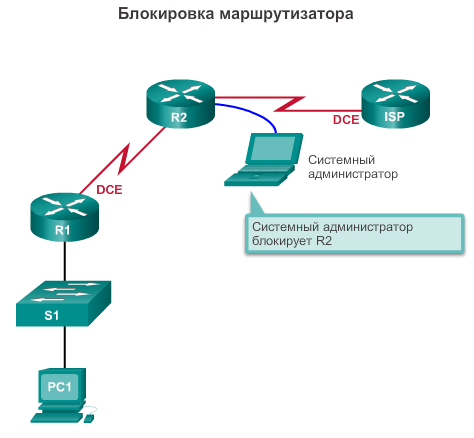 Блокировка маршрутизатора
R2
ISP
DCE
Системный
администратор
DCE
Системный администратор
блокирует R2
R1
S1
PC1